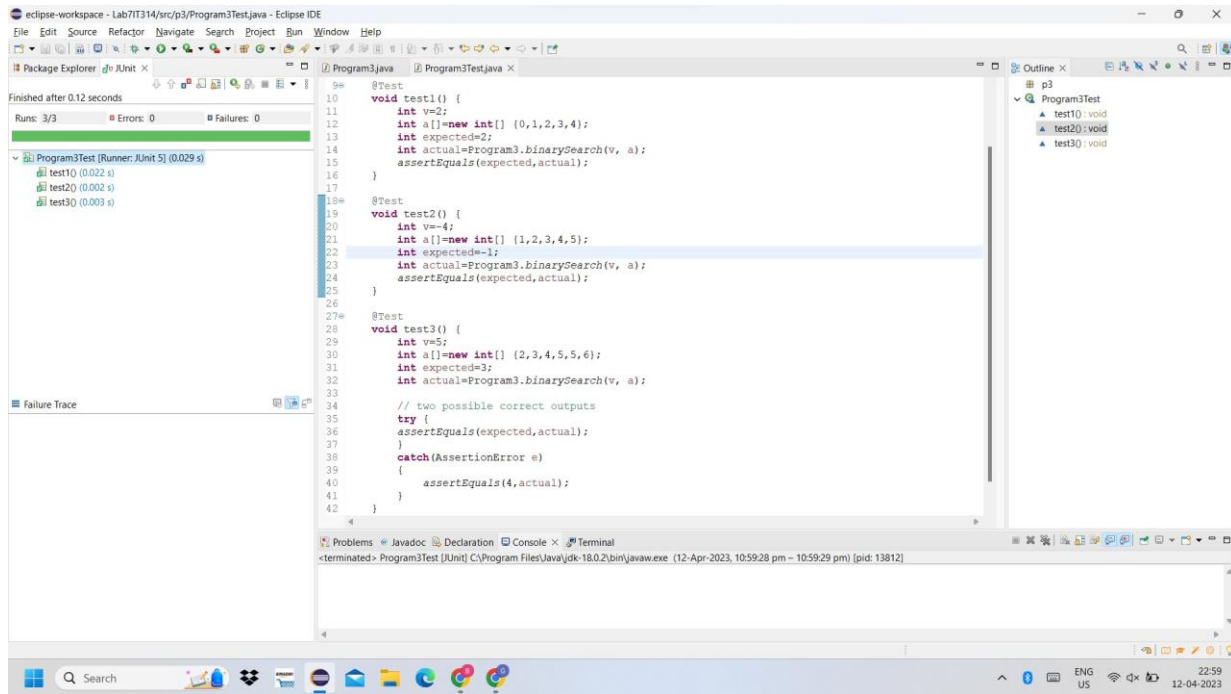 eclipse-workspace - Lab7IT314/src/p3/Program3Test.java - Eclipse IDE
File Edit Source Refactor Navigate Search Project Run Window Help
Package Explorer JUnit
Finished after 0.12 seconds
Runs: 3/3 Errors: 0 Failures: 0
Program3Test [Runner: JUnit 5] (0.029 s)
test1() (0.022 s)
test2() (0.002 s)
test3() (0.003 s)
Failure Trace
Program3.java Program3Test.java
9 @Test
10 void test1() {
11 int v=2;
12 int a[]=new int[] {0,1,2,3,4};
13 int expected=2;
14 int actual=Program3.binarySearch(v, a);
15 assertEquals(expected,actual);
16 }
17
18 @Test
19 void test2() {
20 int v=-4;
21 int a[]=new int[] {1,2,3,4,5};
22 int expected=-1;
23 int actual=Program3.binarySearch(v, a);
24 assertEquals(expected,actual);
25 }
26
27 @Test
28 void test3() {
29 int v=5;
30 int a[]=new int[] {2,3,4,5,5,6};
31 int expected=3;
32 int actual=Program3.binarySearch(v, a);
33
34 // two possible correct outputs
35 try {
36 assertEquals(expected,actual);
37 }
38 catch(AssertionError e)
39 {
40 assertEquals(4,actual);
41 }
42 }
Outline
p3
Program3Test
test1() : void
test2() : void
test3() : void
Problems Javadoc Declaration Console Terminal
<terminated> Program3Test [JUnit] C:\Program Files\Java\jdk-18.0.2\bin\javaw.exe (12-Apr-2023, 10:59:28 pm – 10:59:29 pm) [pid: 13812]
Search
ENG
US
22:59
12-04-2023